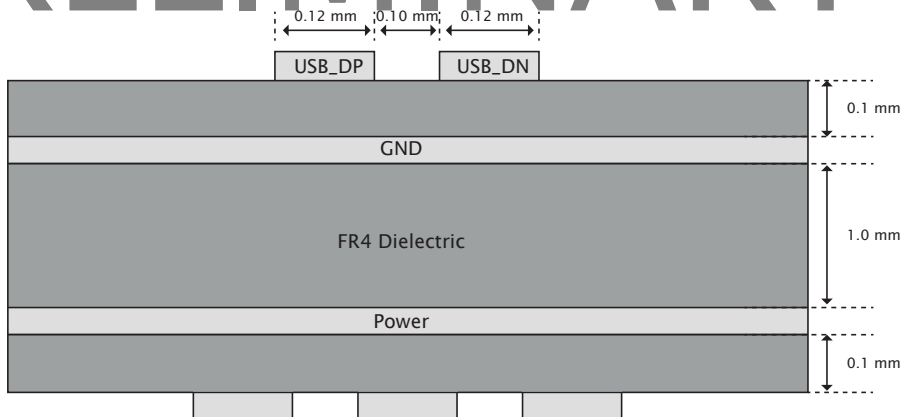 0.12 mm 0.10 mm 0.12 mm
USB_DP USB_DN
0.1 mm
GND
FR4 Dielectric
1.0 mm
Power
0.1 mm